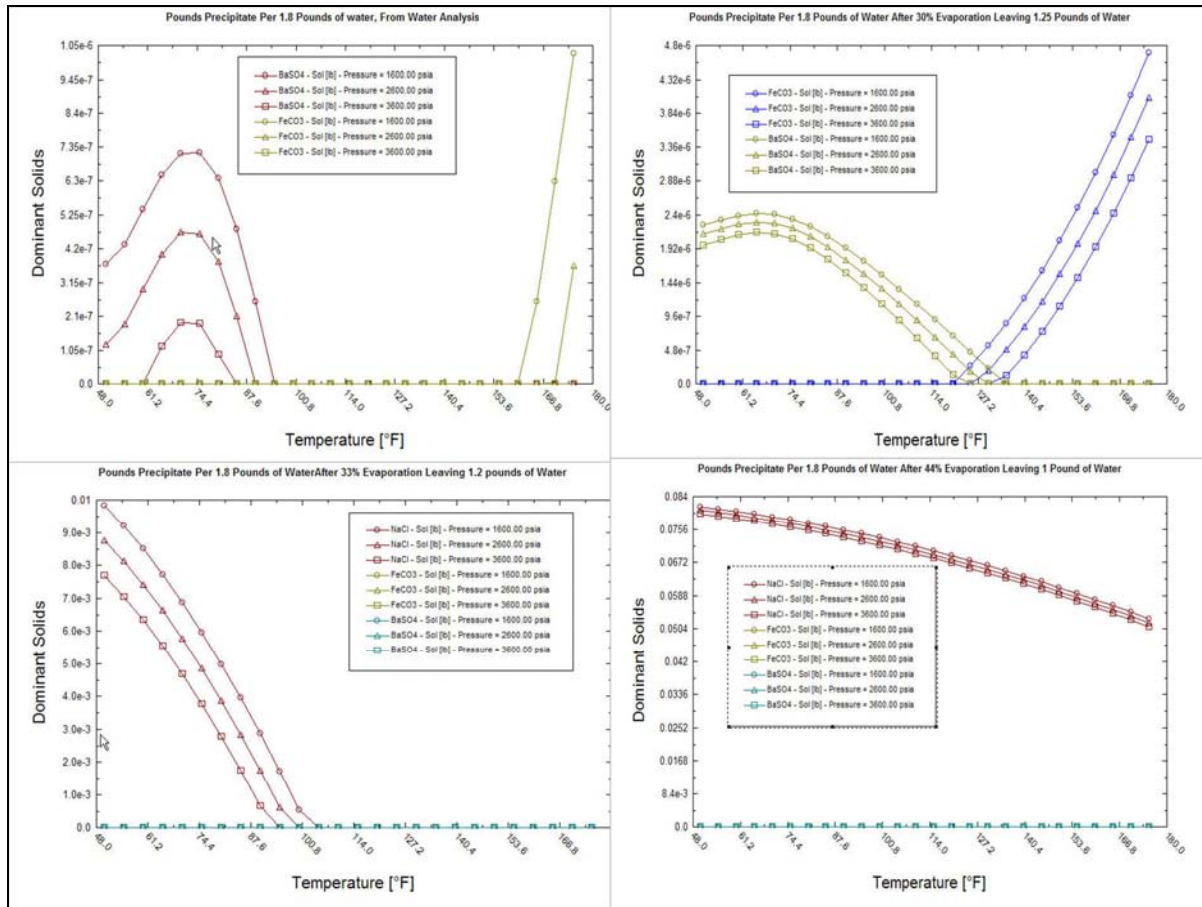 Pounds Precipitate Per 1.8 Pounds of water, From Water Analysis
1.05e-6
9.45e-7
8.4e-7
7.35e-7
6.3e-7
5.25e-7
4.2e-7
3.15e-7
2.1e-7
1.05e-7
0.0
Dominant Solids
BaSO4 - Sol [lb] - Pressure = 1600.00 psia
BaSO4 - Sol [lb] - Pressure = 2600.00 psia
BaSO4 - Sol [lb] - Pressure = 3600.00 psia
FeCO3 - Sol [lb] - Pressure = 1600.00 psia
FeCO3 - Sol [lb] - Pressure = 2600.00 psia
FeCO3 - Sol [lb] - Pressure = 3600.00 psia
48.0 61.2 74.4 87.6 100.8 114.0 127.2 140.4 153.6 166.8 180.0
Temperature [°F]
Pounds Precipitate Per 1.8 Pounds of Water After 30% Evaporation Leaving 1.25 Pounds of Water
4.8e-6
4.32e-6
3.84e-6
3.36e-6
2.88e-6
2.4e-6
1.92e-6
1.44e-6
9.6e-7
4.8e-7
0.0
Dominant Solids
FeCO3 - Sol [lb] - Pressure = 1600.00 psia
FeCO3 - Sol [lb] - Pressure = 2600.00 psia
FeCO3 - Sol [lb] - Pressure = 3600.00 psia
BaSO4 - Sol [lb] - Pressure = 1600.00 psia
BaSO4 - Sol [lb] - Pressure = 2600.00 psia
BaSO4 - Sol [lb] - Pressure = 3600.00 psia
48.0 61.2 74.4 87.6 100.8 114.0 127.2 140.4 153.6 166.8 180.0
Temperature [°F]
Pounds Precipitate Per 1.8 Pounds of WaterAfter 33% Evaporation Leaving 1.2 pounds of Water
0.01
9.0e-3
8.0e-3
7.0e-3
6.0e-3
5.0e-3
4.0e-3
3.0e-3
2.0e-3
1.0e-3
0.0
Dominant Solids
NaCl - Sol [lb] - Pressure = 1600.00 psia
NaCl - Sol [lb] - Pressure = 2600.00 psia
NaCl - Sol [lb] - Pressure = 3600.00 psia
FeCO3 - Sol [lb] - Pressure = 1600.00 psia
FeCO3 - Sol [lb] - Pressure = 2600.00 psia
FeCO3 - Sol [lb] - Pressure = 3600.00 psia
BaSO4 - Sol [lb] - Pressure = 1600.00 psia
BaSO4 - Sol [lb] - Pressure = 2600.00 psia
BaSO4 - Sol [lb] - Pressure = 3600.00 psia
48.0 61.2 74.4 87.6 100.8 114.0 127.2 140.4 153.6 166.8 180.0
Temperature [°F]
Pounds Precipitate Per 1.8 Pounds of Water After 44% Evaporation Leaving 1 Pound of Water
0.084
0.0756
0.0672
0.0588
0.0504
0.042
0.0336
0.0252
0.0168
8.4e-3
0.0
Dominant Solids
NaCl - Sol [lb] - Pressure = 1600.00 psia
NaCl - Sol [lb] - Pressure = 2600.00 psia
NaCl - Sol [lb] - Pressure = 3600.00 psia
FeCO3 - Sol [lb] - Pressure = 1600.00 psia
FeCO3 - Sol [lb] - Pressure = 2600.00 psia
FeCO3 - Sol [lb] - Pressure = 3600.00 psia
BaSO4 - Sol [lb] - Pressure = 1600.00 psia
BaSO4 - Sol [lb] - Pressure = 2600.00 psia
BaSO4 - Sol [lb] - Pressure = 3600.00 psia
48.0 61.2 74.4 87.6 100.8 114.0 127.2 140.4 153.6 166.8 180.0
Temperature [°F]